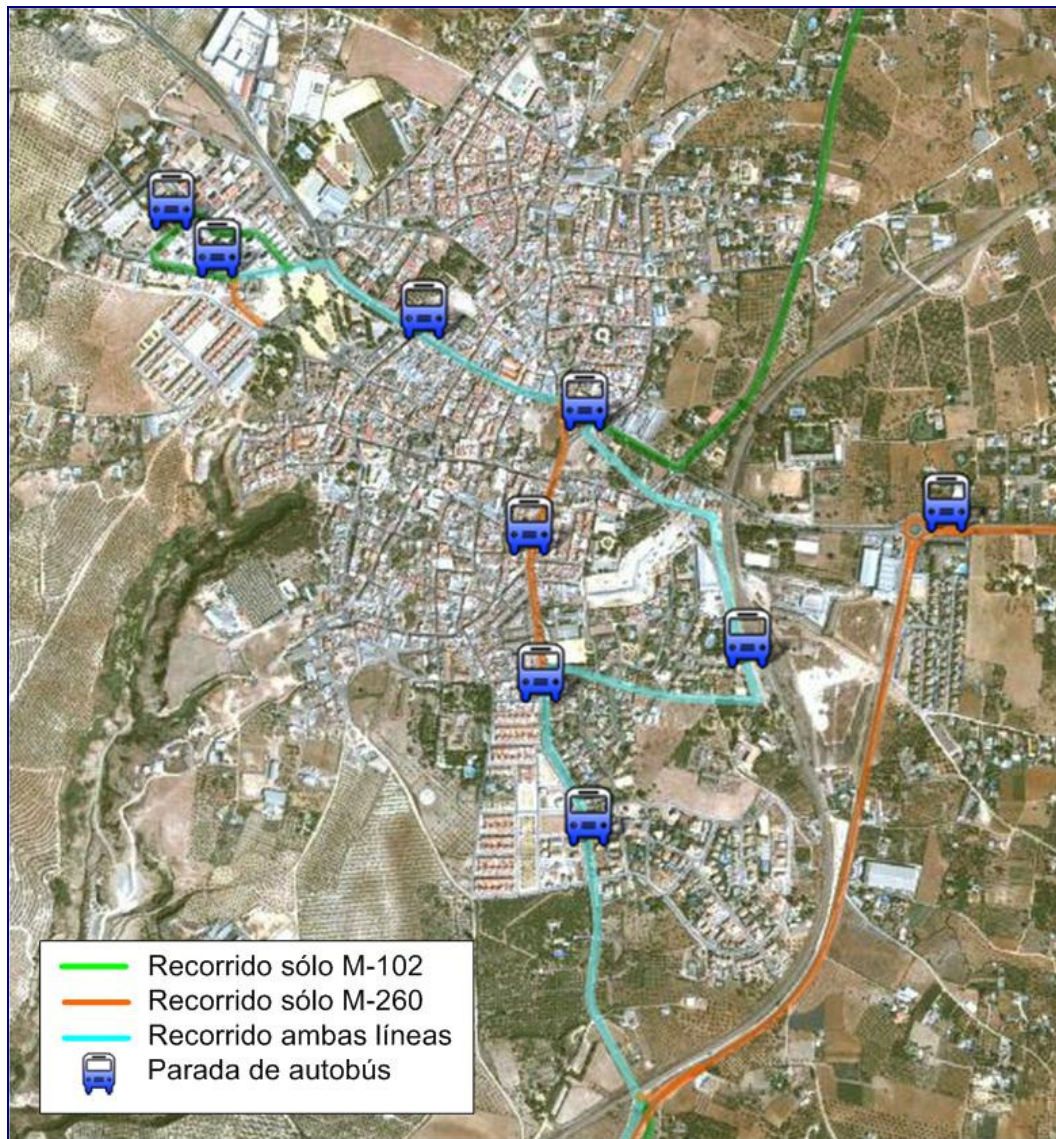 Recorrido sólo M-102
Recorrido sólo M-260
Recorrido ambas líneas
Parada de autobús